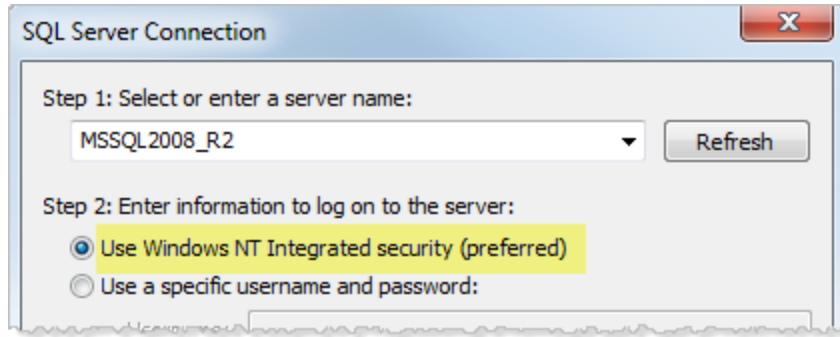 SQL Server Connection
Step 1: Select or enter a server name:
MSSQL2008_R2
Refresh
Step 2: Enter information to log on to the server:
Use Windows NT Integrated security (preferred)
Use a specific username and password: